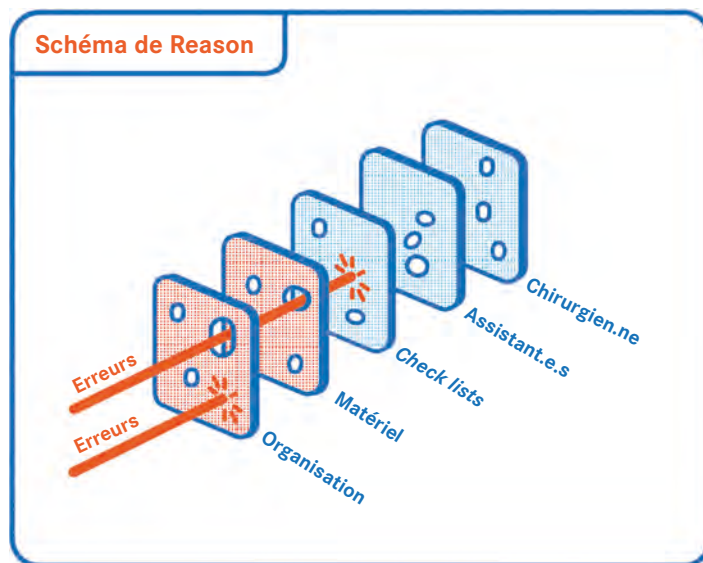 Schéma de Reason
Erreurs
Erreurs
Organisation
Matériel
Check lists
Assistant.e.s
Chirurgien.ne